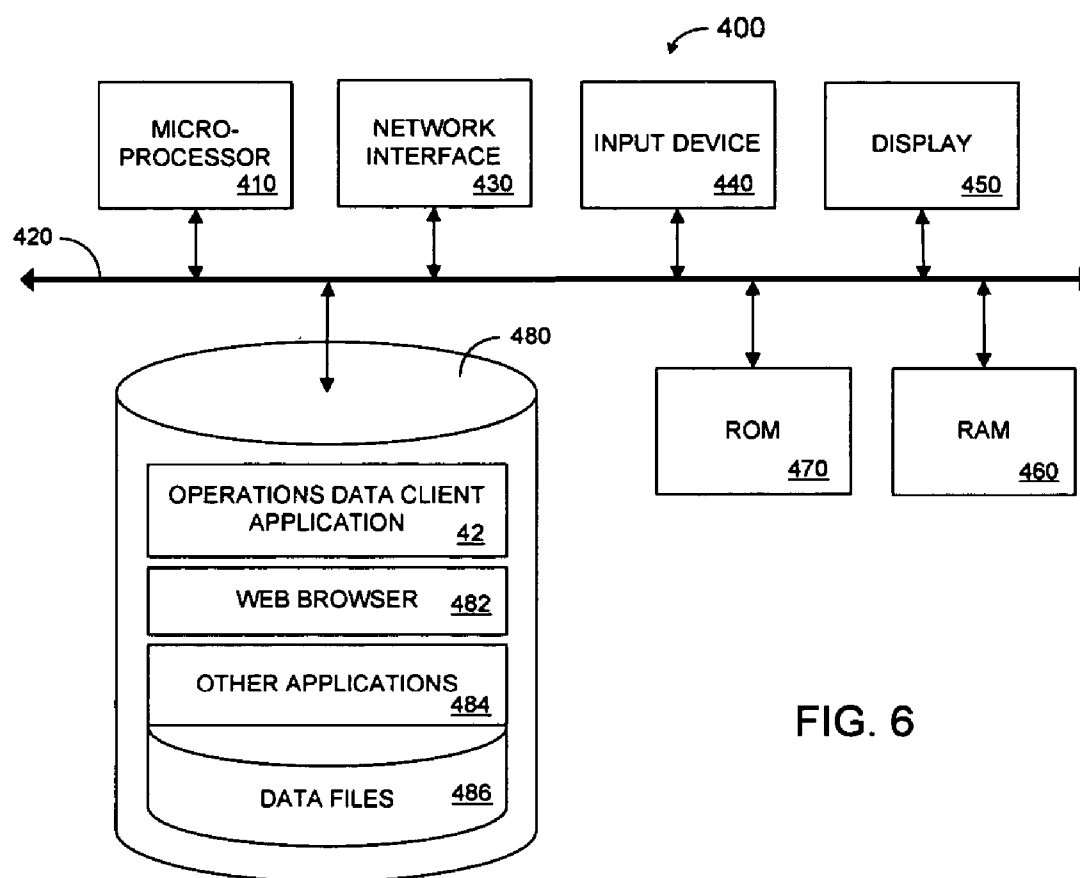 400
MICRO-
PROCESSOR
410
NETWORK
INTERFACE
430
INPUT DEVICE
440
DISPLAY
450
420
480
ROM
470
RAM
460
OPERATIONS DATA CLIENT
APPLICATION
42
WEB BROWSER
482
OTHER APPLICATIONS
484
DATA FILES
486
FIG. 6